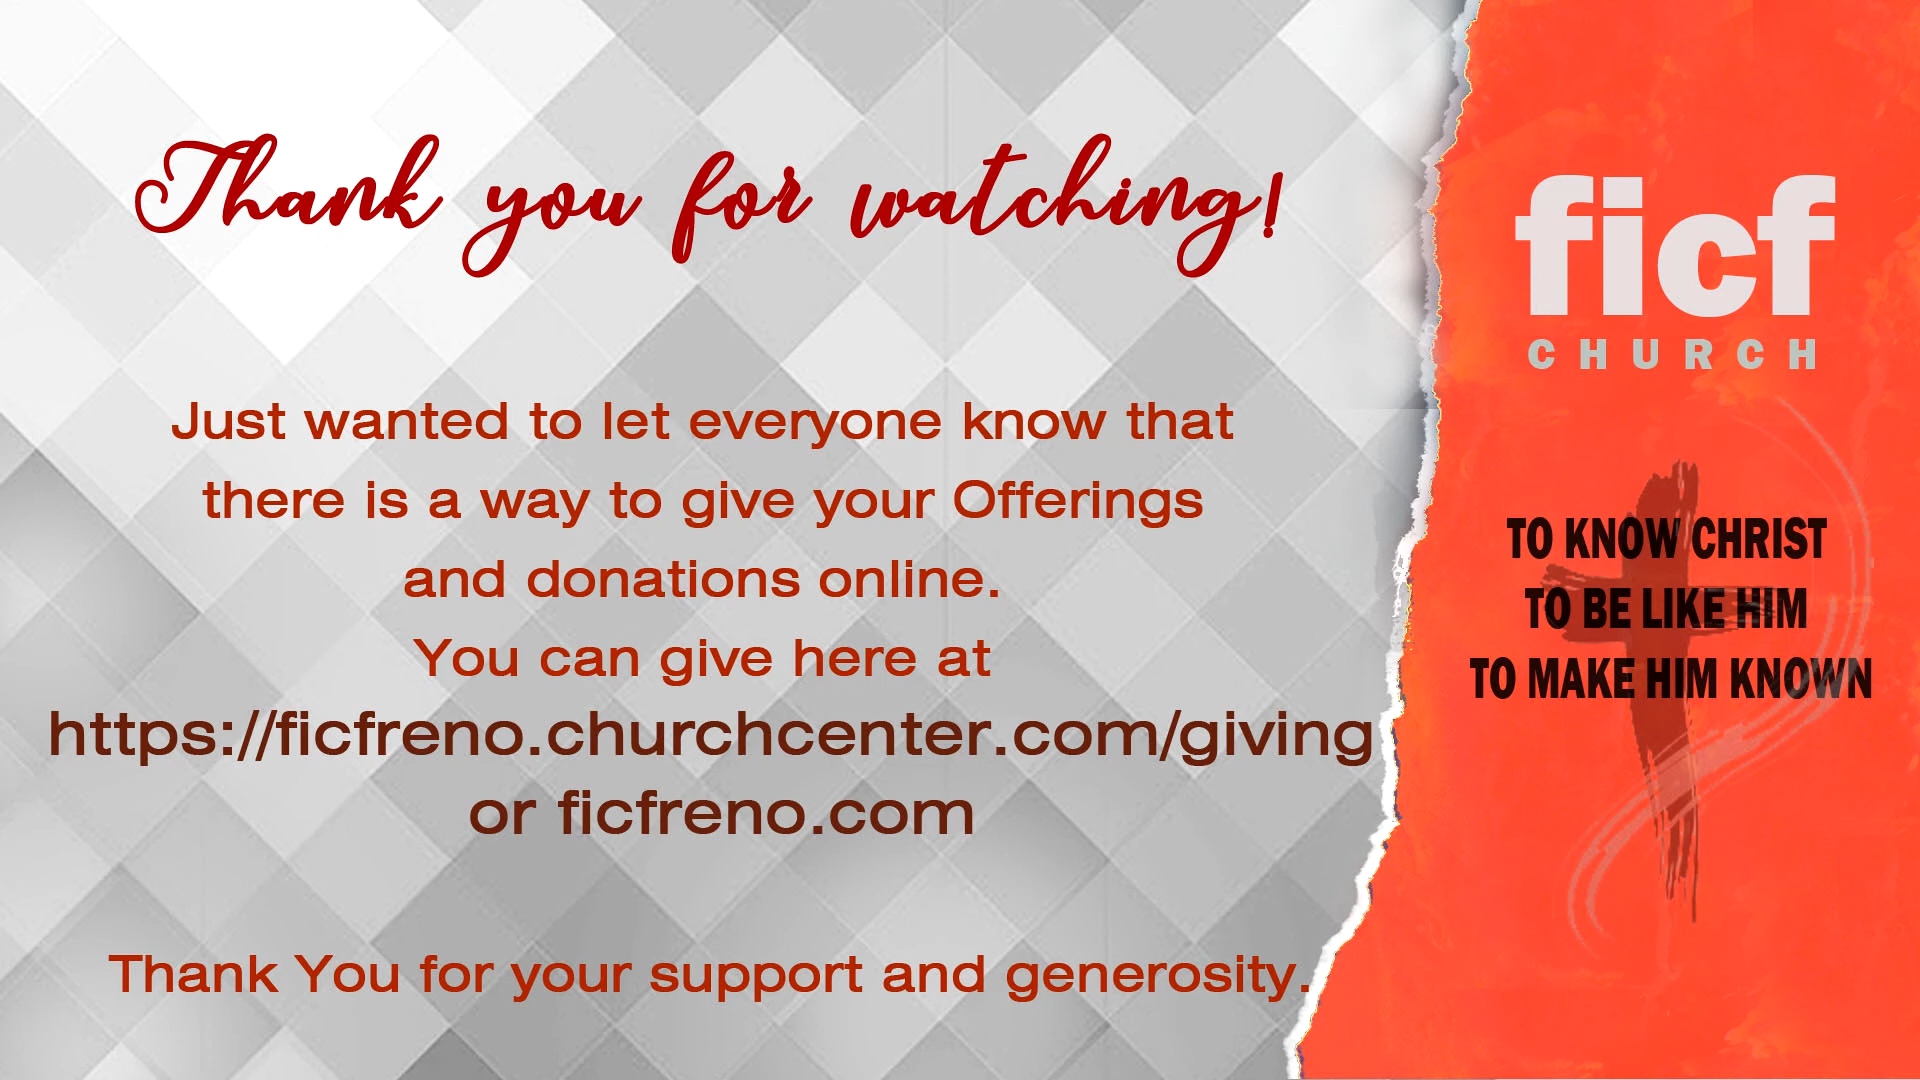 Thank you for watching!
Just wanted to let everyone know that
there is a way to give your Offerings
and donations online.
You can give here at
https://ficfreno.churchcenter.com/giving
or ficfreno.com
Thank You for your support and generosity.
ficf
CHURCH
TO KNOW CHRIST
TO BE LIKE HIM
TO MAKE HIM KNOWN